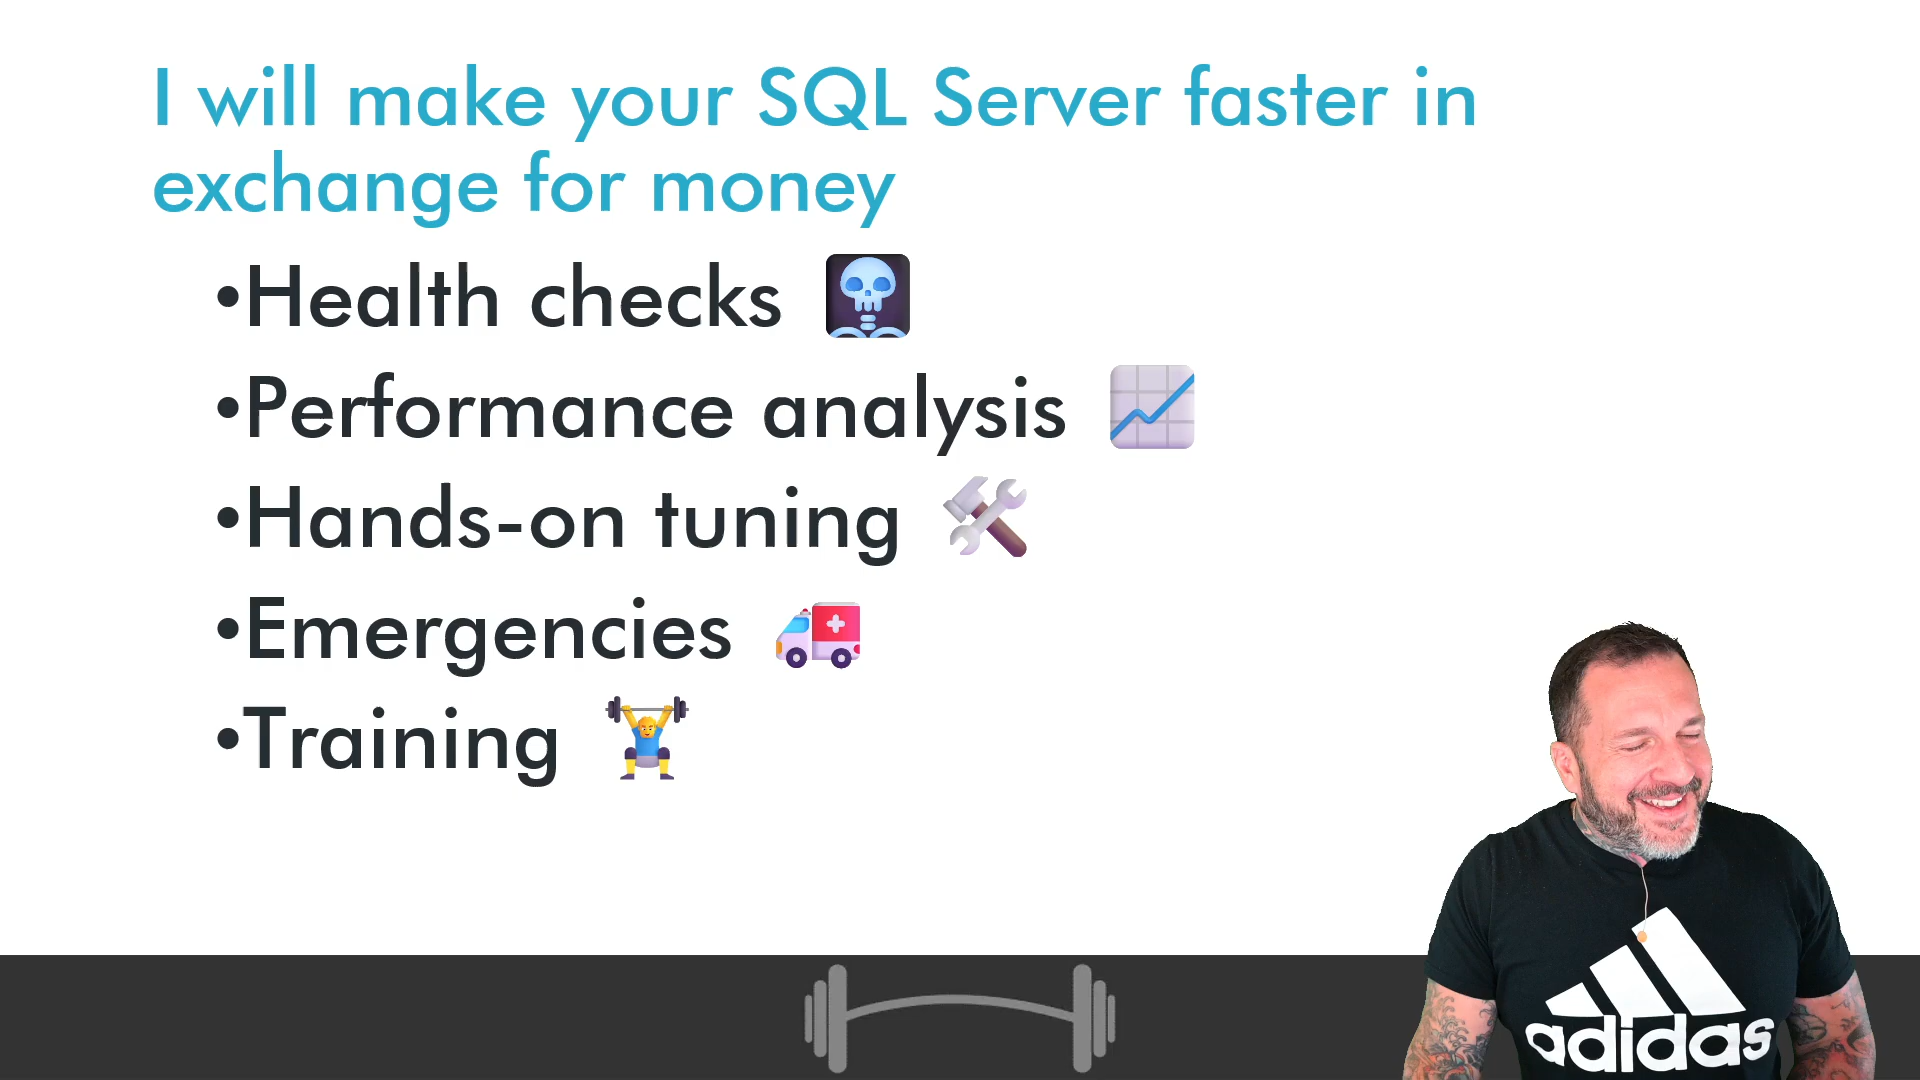 I will make your SQL Server faster in
exchange for money
•Health checks
•Performance analysis
•Hands-on tuning
•Emergencies
•Training
adidas